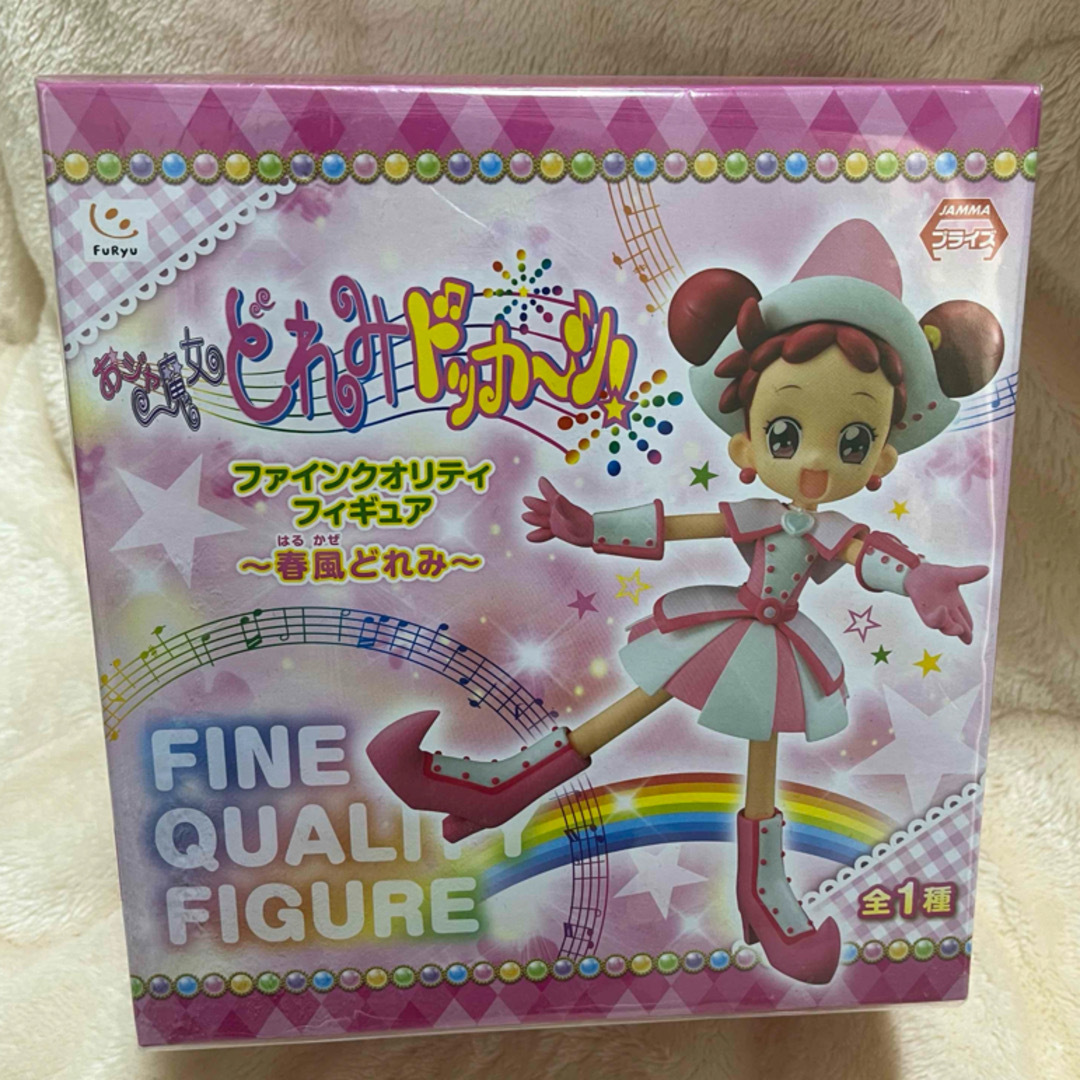 FuRyu
JAMMA
プライズ
おジャ魔女
どれみドッカ〜ン!
ファインクオリティ
フィギュア
はるかぜ
〜春風どれみ〜
FINE
QUALITY
FIGURE
全1種